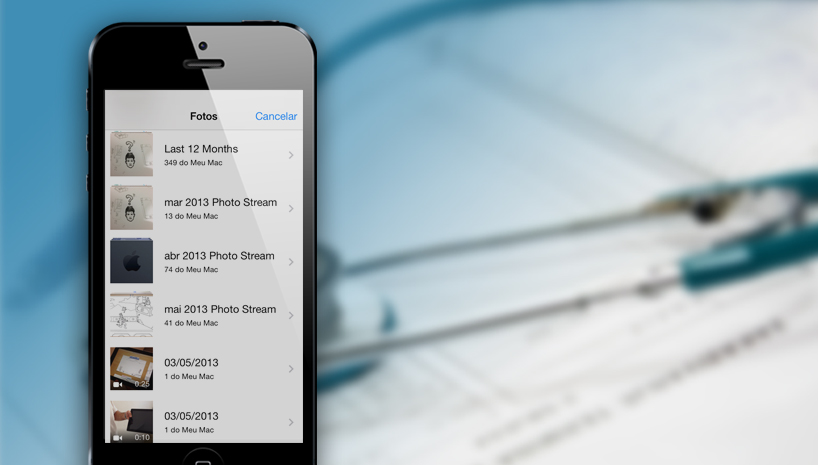 Fotos
Cancelar
Last 12 Months
349 do Meu Mac
mar 2013 Photo Stream
13 do Meu Mac
abr 2013 Photo Stream
74 do Meu Mac
mai 2013 Photo Stream
41 do Meu Mac
03/05/2013
1 do Meu Mac
0:25
03/05/2013
1 do Meu Mac
0:10